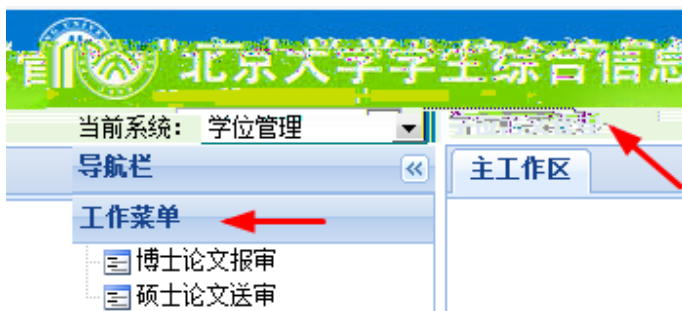 北京大学学生综合信息
当前系统： 学位管理
导航栏
主工作区
工作菜单
博士论文报审
硕士论文送审